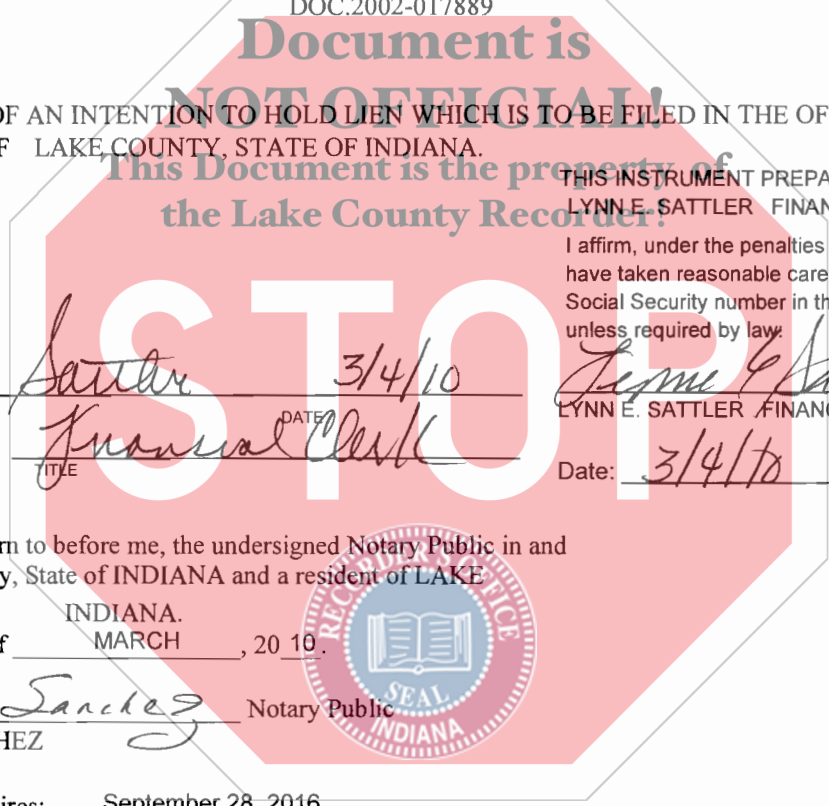 DOC.2002-017889
Document is
NOT OFFICIAL!
OF AN INTENTION TO HOLD LIEN WHICH IS TO BE FILED IN THE OF
F LAKE COUNTY, STATE OF INDIANA.
This Document is the property of
the Lake County Recorder!
THIS INSTRUMENT PREPA
LYNN E. SATTLER FINAN
I affirm, under the penalties
have taken reasonable care
Social Security number in th
unless required by law.
STOP
Sattler 3/4/10
DATE
Financial Clerk
TITLE
Lynne E Sa
LYNN E. SATTLER FINANC
Date: 3/4/10
rn to before me, the undersigned Notary Public in and
y, State of INDIANA and a resident of LAKE
INDIANA.
f MARCH , 20 10.
Sanchez Notary Public
HEZ
RECORDER'S OFFICE
SEAL
INDIANA
ires: September 28, 2016